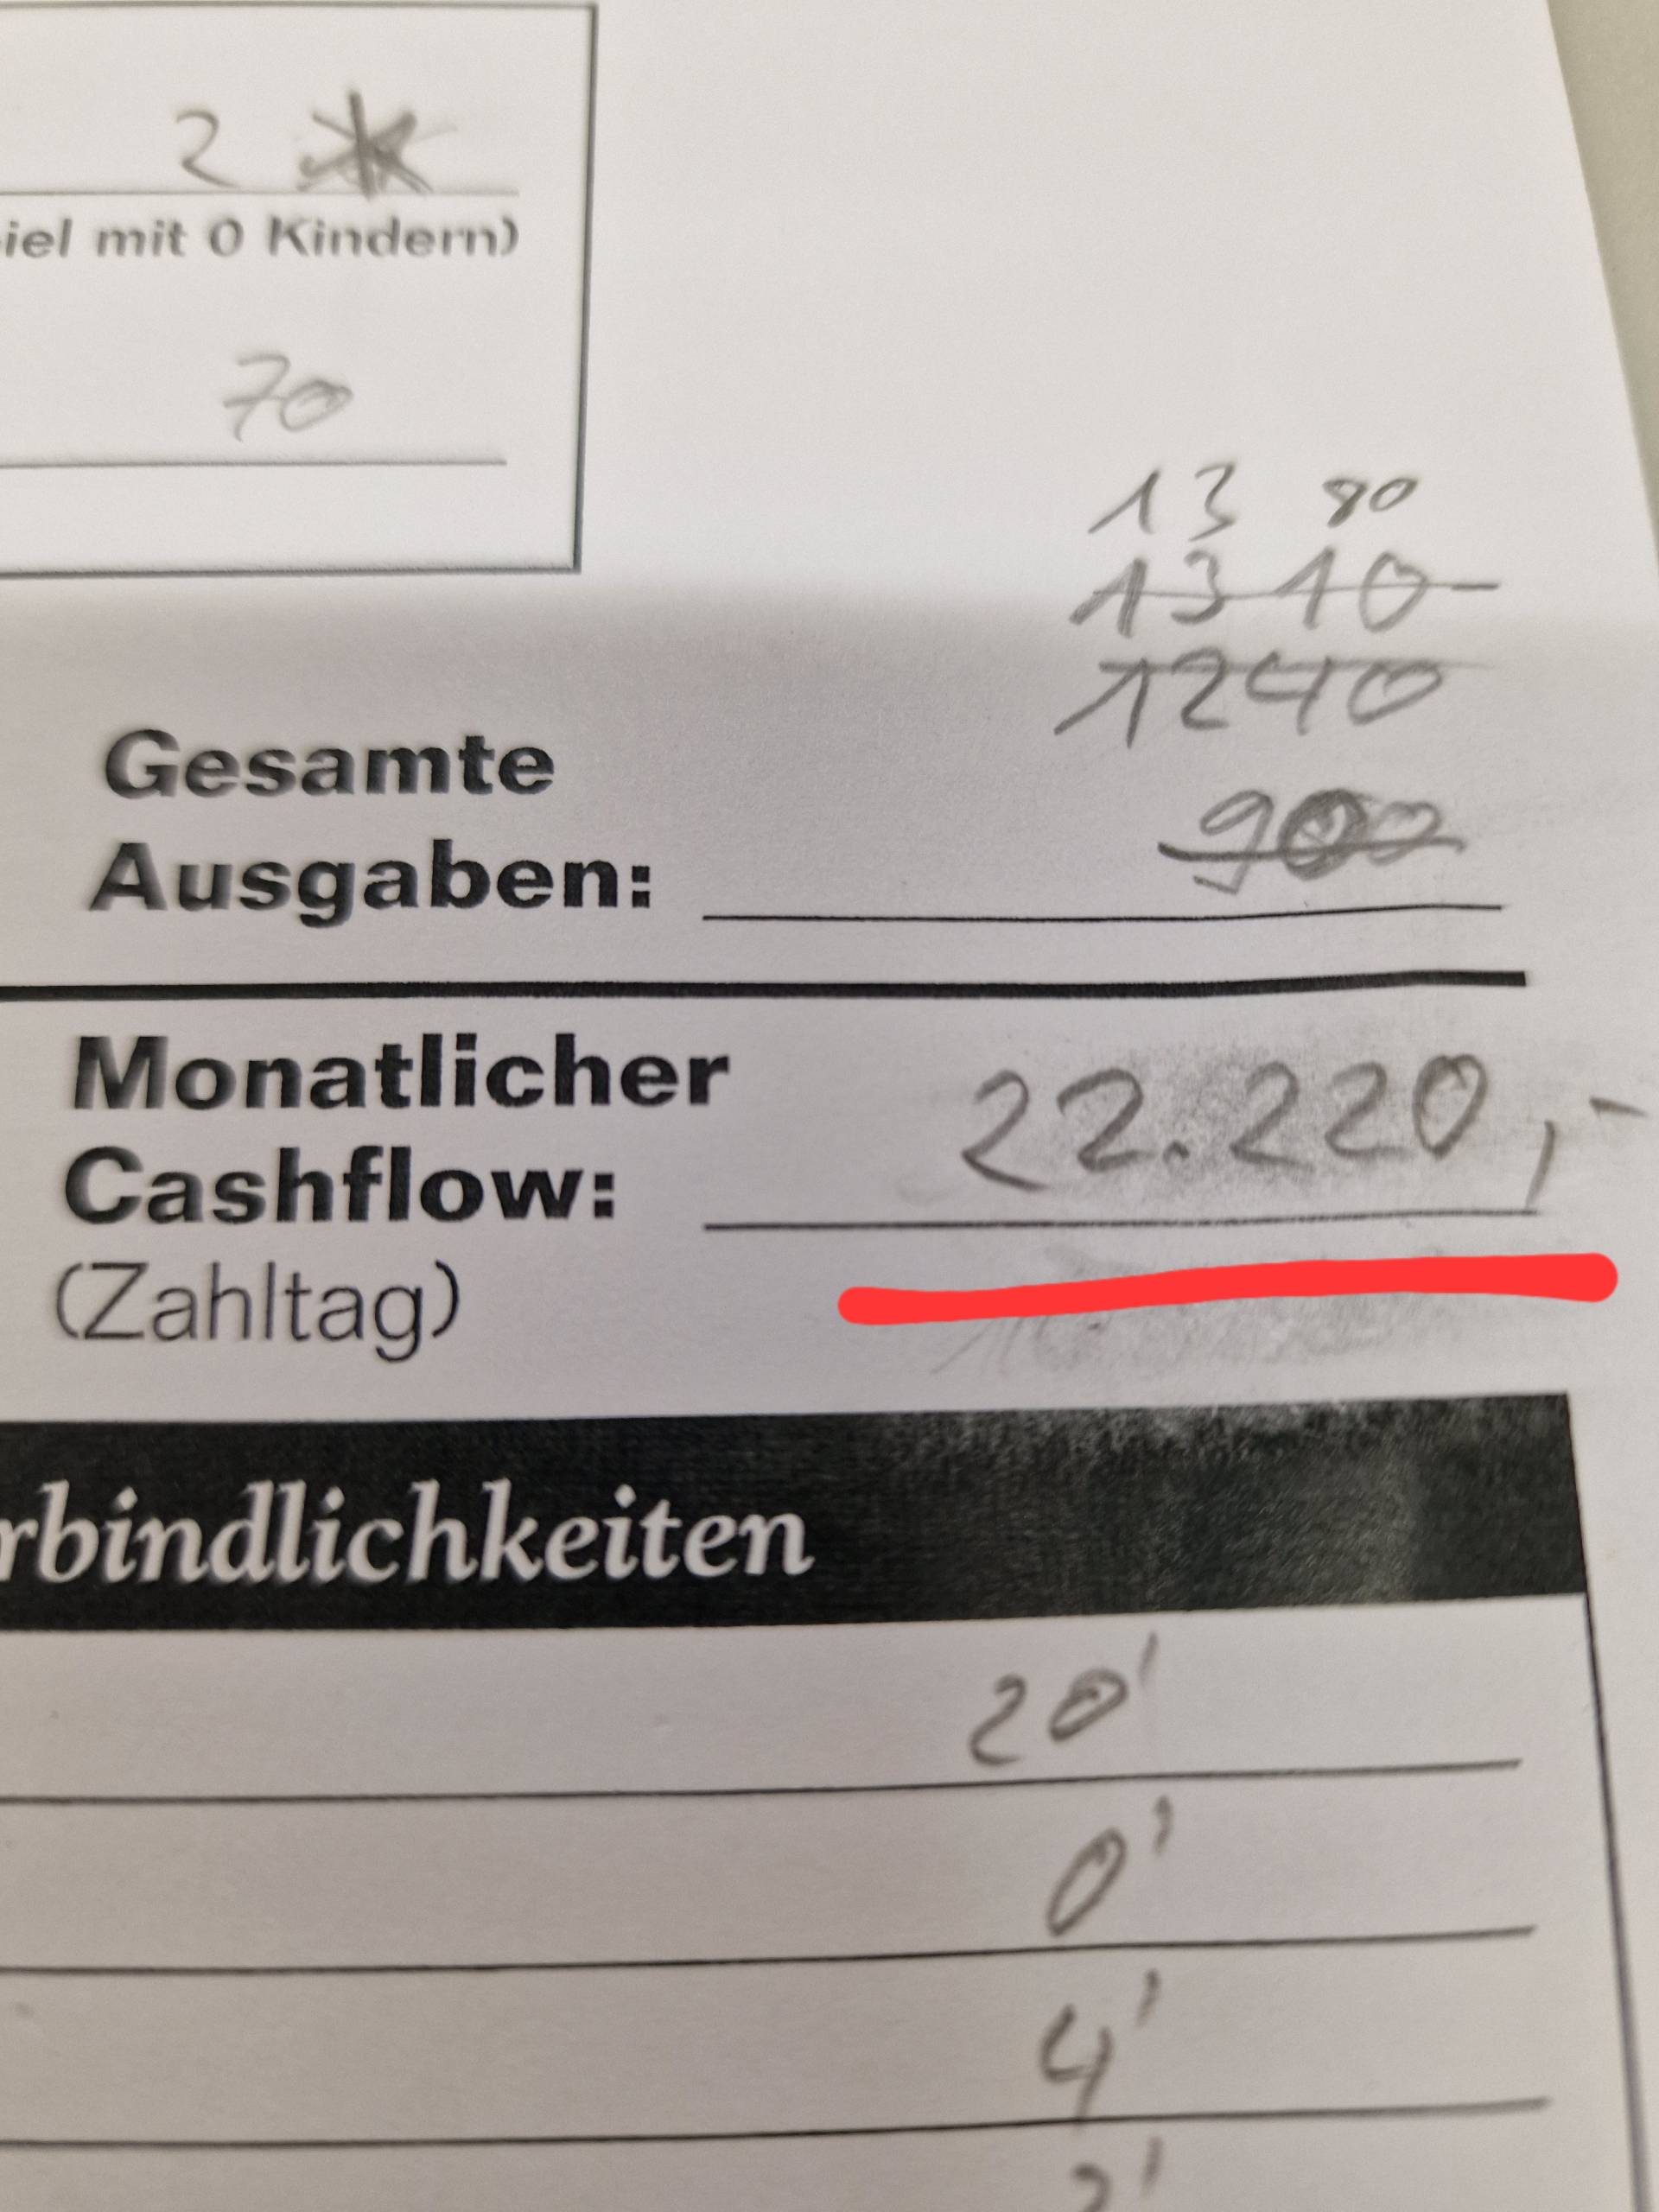 2
iel mit 0 Kindern)
70
13 80
1310
1240
Gesamte
Ausgaben: 900
Monatlicher
Cashflow: 22.220,-
(Zahltag)
rbindlichkeiten
20'
0'
4'